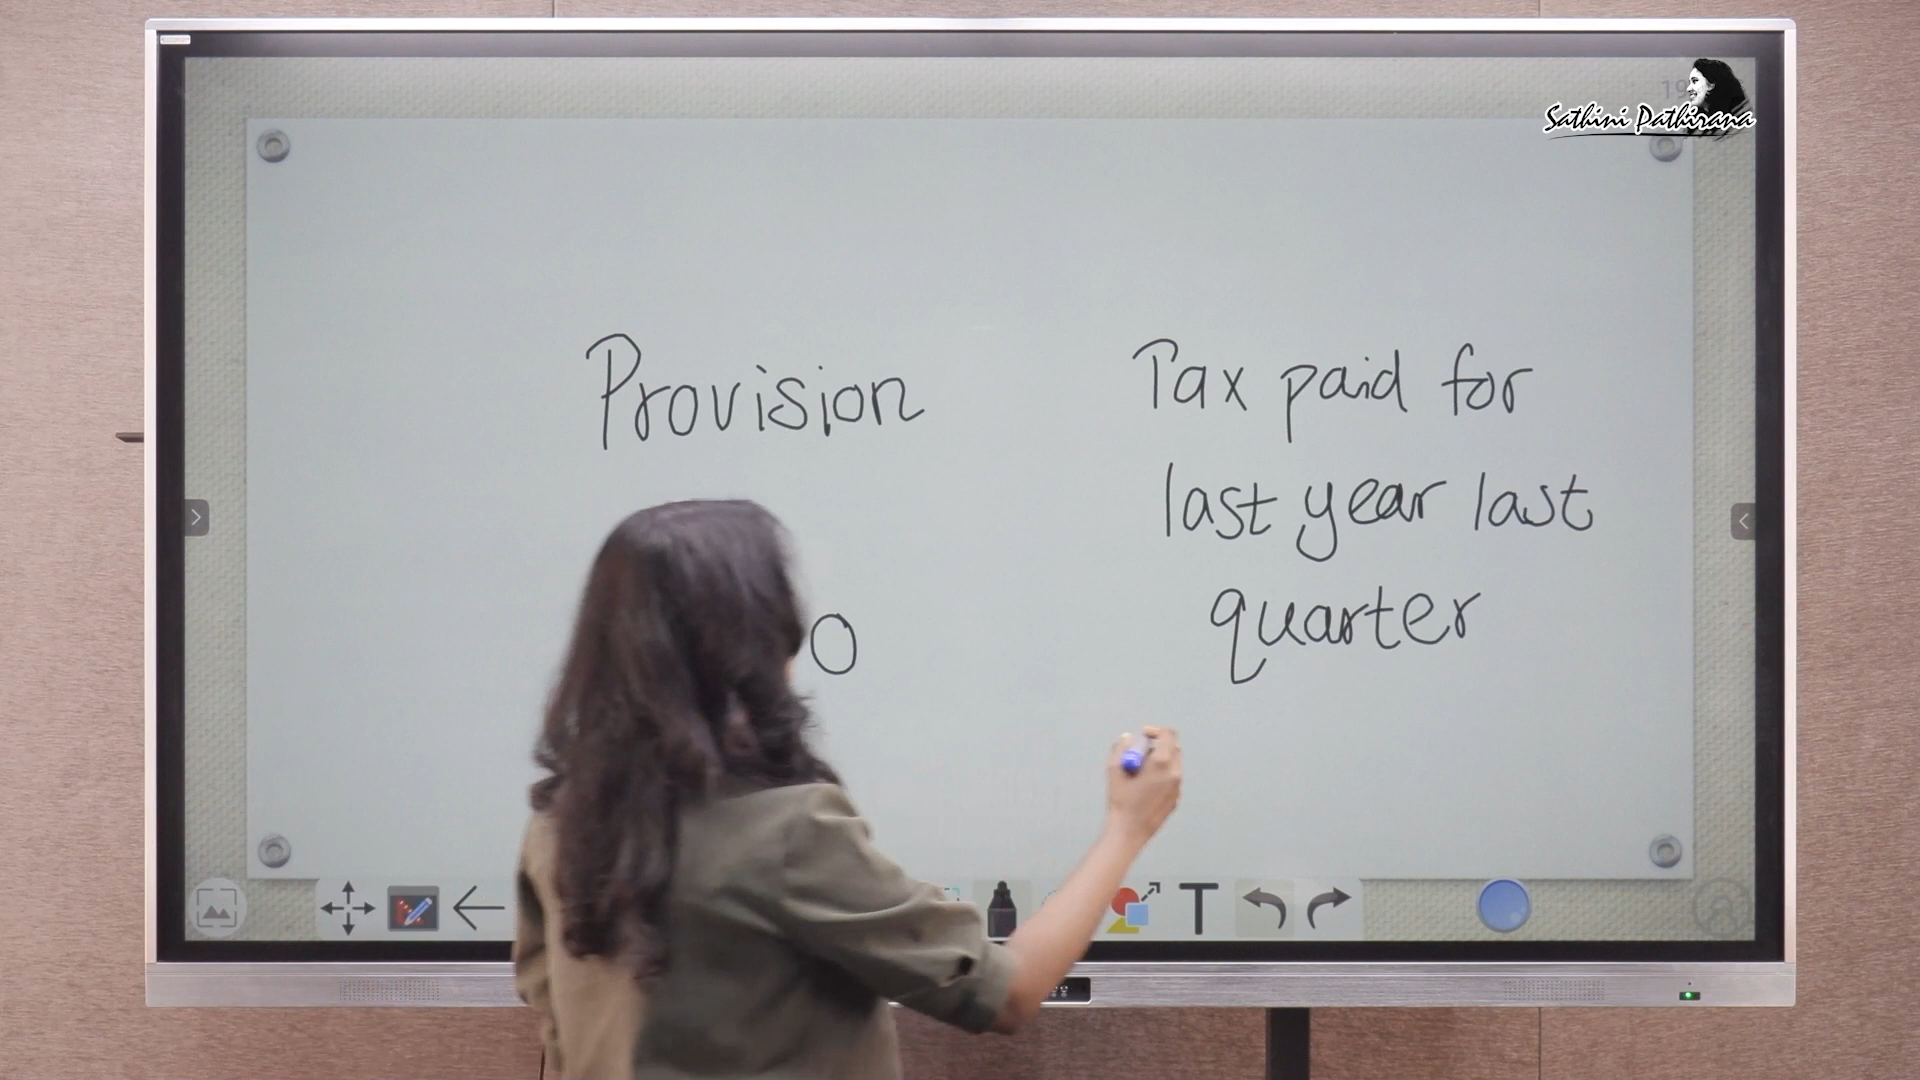 Sathini Pathirana
Provision
Tax paid for
last year last
quarter
0
T